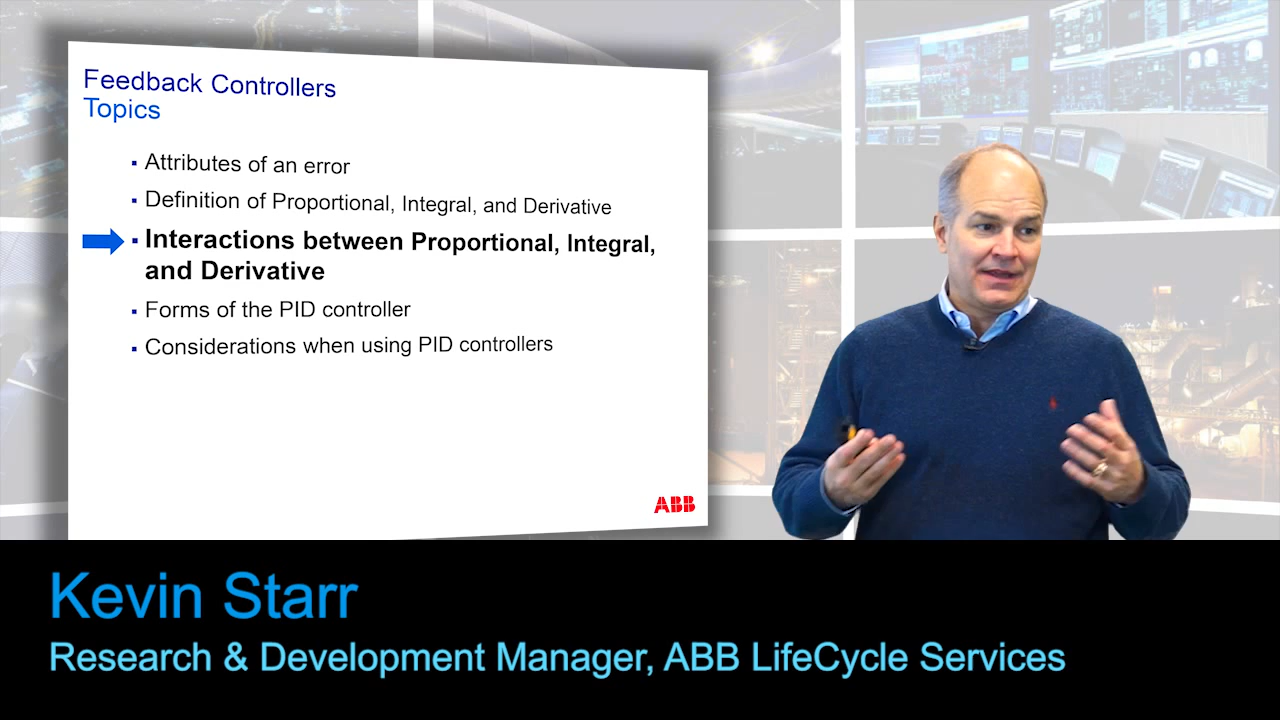 Feedback Controllers
Topics
▪ Attributes of an error
▪ Definition of Proportional, Integral, and Derivative
▪ Interactions between Proportional, Integral,
and Derivative
▪ Forms of the PID controller
▪ Considerations when using PID controllers
ABB
Kevin Starr
Research & Development Manager, ABB LifeCycle Services